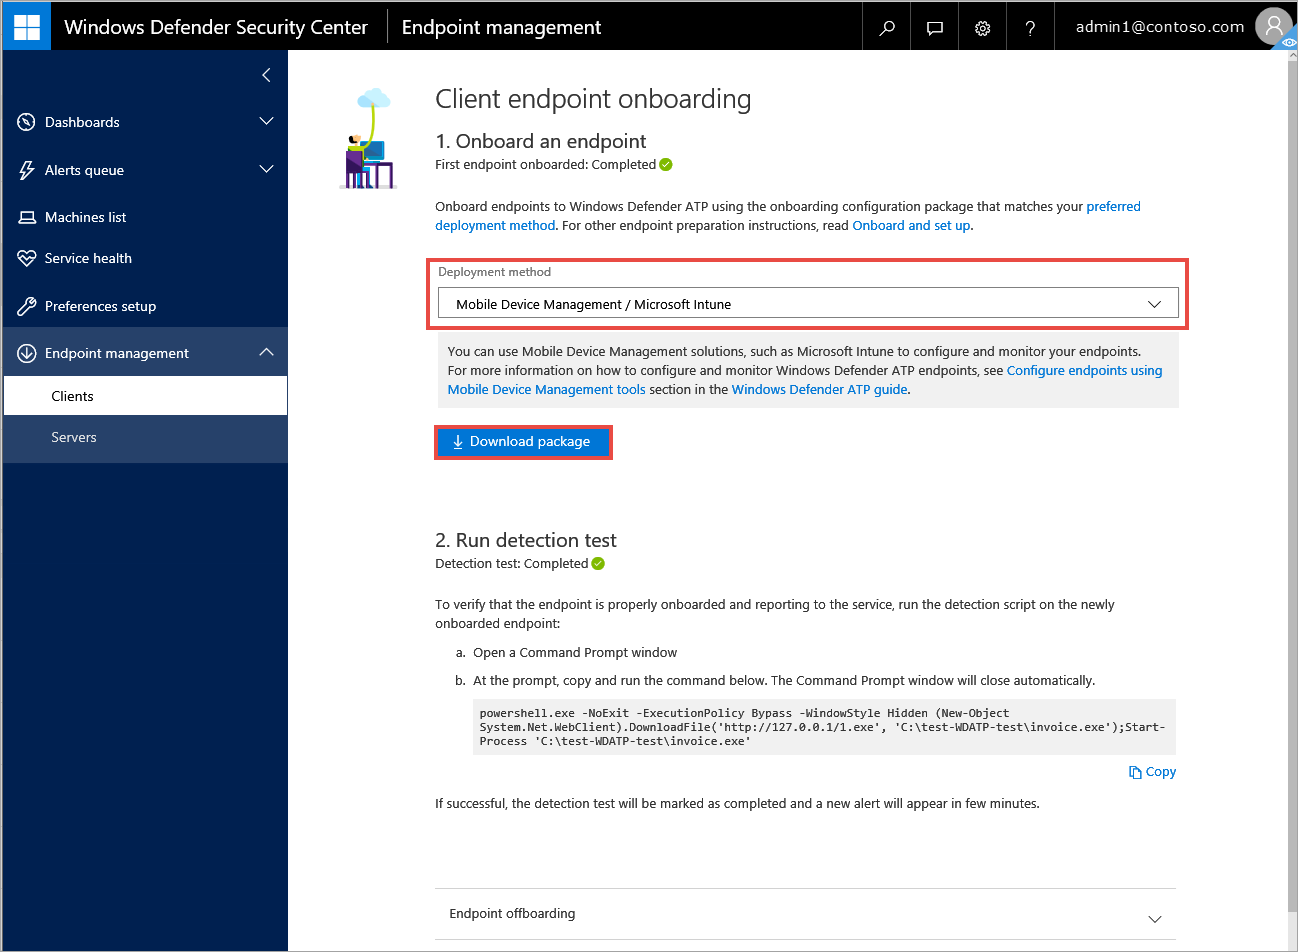 Windows Defender Security Center
Endpoint management
?
admin1@contoso.com
Dashboards
Alerts queue
Machines list
Service health
Preferences setup
Endpoint management
Clients
Servers
Client endpoint onboarding
1. Onboard an endpoint
First endpoint onboarded: Completed
Onboard endpoints to Windows Defender ATP using the onboarding configuration package that matches your preferred
deployment method. For other endpoint preparation instructions, read Onboard and set up.
Deployment method
Mobile Device Management / Microsoft Intune
You can use Mobile Device Management solutions, such as Microsoft Intune to configure and monitor your endpoints.
For more information on how to configure and monitor Windows Defender ATP endpoints, see Configure endpoints using
Mobile Device Management tools section in the Windows Defender ATP guide.
Download package
2. Run detection test
Detection test: Completed
To verify that the endpoint is properly onboarded and reporting to the service, run the detection script on the newly
onboarded endpoint:
a. Open a Command Prompt window
b. At the prompt, copy and run the command below. The Command Prompt window will close automatically.
powershell.exe -NoExit -ExecutionPolicy Bypass -WindowStyle Hidden (New-Object
System.Net.WebClient).DownloadFile('http://127.0.0.1/1.exe', 'C:\test-WDATP-test\invoice.exe');Start-
Process 'C:\test-WDATP-test\invoice.exe'
Copy
If successful, the detection test will be marked as completed and a new alert will appear in few minutes.
Endpoint offboarding